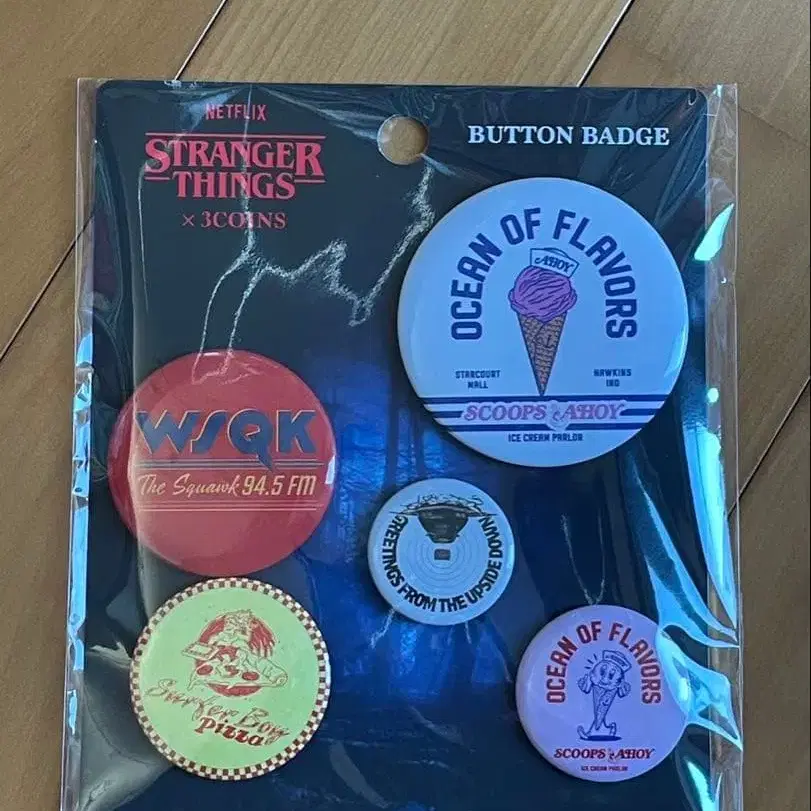 NETFLIX
STRANGER
THINGS
× 3COINS
BUTTON BADGE
OCEAN OF FLAVORS
AHOY
STARCOURT
MALL
HAWKINS
IND
SCOOPS AHOY
ICE CREAM PARLOR
WSQK
The Squawk 94.5 FM
GREETINGS FROM THE UPSIDE DOWN
Surfer Boy
Pizza
OCEAN OF FLAVORS
SCOOPS AHOY
ICE CREAM PARLOR